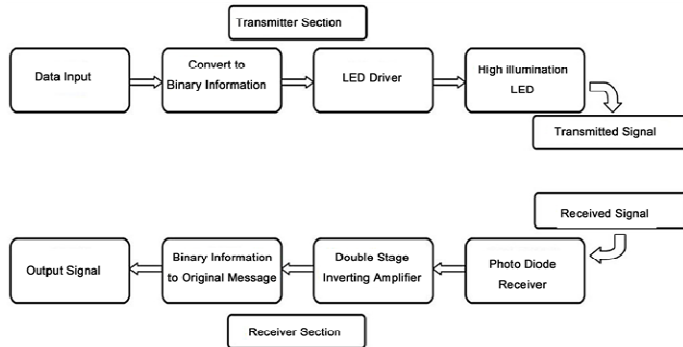 Transmitter Section
Data Input
Convert to
Binary Information
LED Driver
High illumination
LED
Transmitted Signal
Received Signal
Output Signal
Binary Information
to Original Message
Double Stage
Inverting Amplifier
Photo Diode
Receiver
Receiver Section